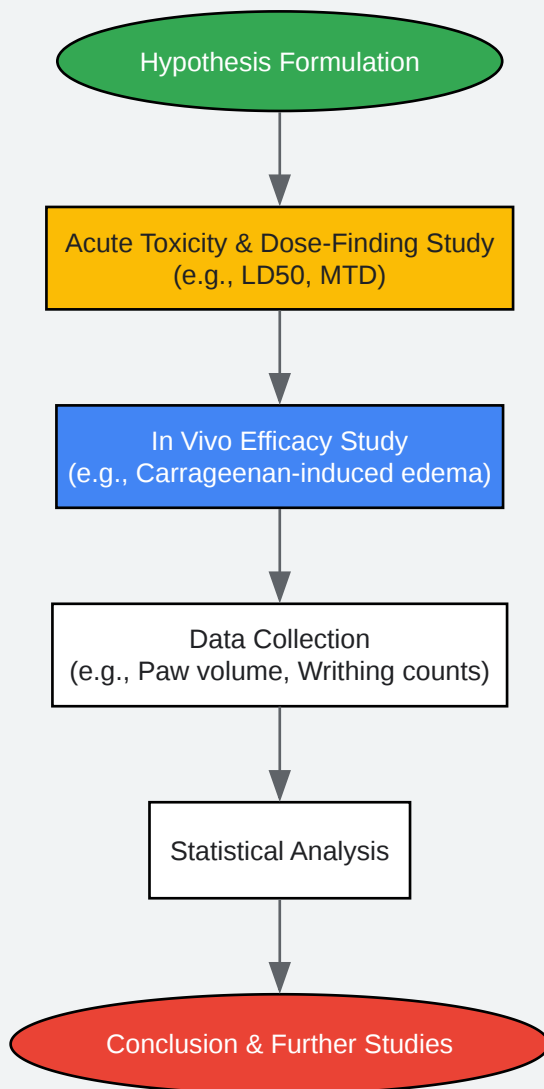 Hypothesis Formulation
Acute Toxicity & Dose-Finding Study
(e.g., LD50, MTD)
In Vivo Efficacy Study
(e.g., Carrageenan-induced edema)
Data Collection
(e.g., Paw volume, Writhing counts)
Statistical Analysis
Conclusion & Further Studies